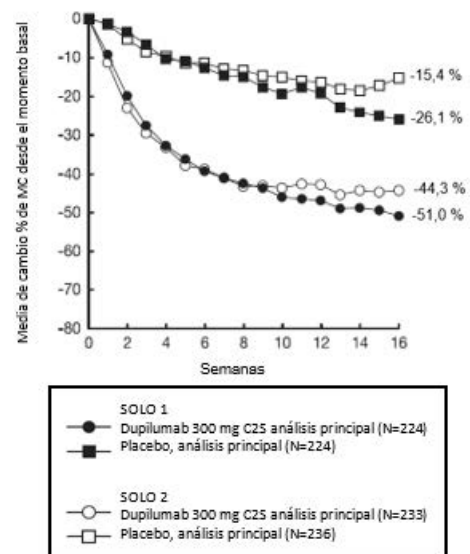 Media de cambio % de MC desde el momento basal
0
-10
-20
-30
-40
-50
-60
-70
-80
-15,4 %
-26,1 %
-44,3 %
-51,0 %
0 2 4 6 8 10 12 14 16
Semanas
SOLO 1
Dupilumab 300 mg C2S análisis principal (N=224)
Placebo, análisis principal (N=224)
SOLO 2
Dupilumab 300 mg C2S análisis principal (N=233)
Placebo, análisis principal (N=236)